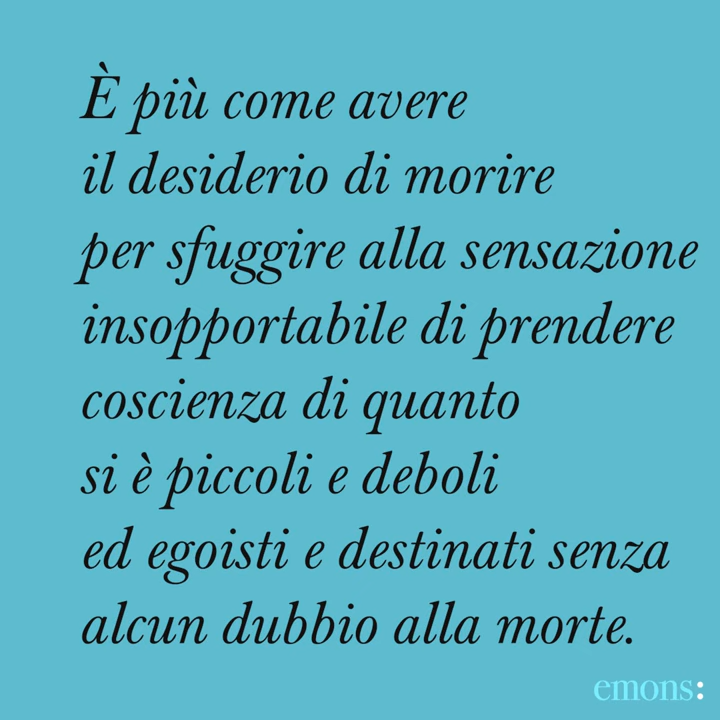 È più come avere
il desiderio di morire
per sfuggire alla sensazione
insopportabile di prendere
coscienza di quanto
si è piccoli e deboli
ed egoisti e destinati senza
alcun dubbio alla morte.
emons: